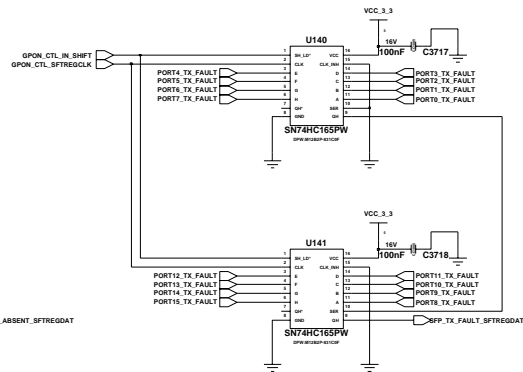 VCC_3_3
U140
16V
100nF C3717
GPON_CTL_IN_SHIFT
GPON_CTL_SFTREGCLK
1 SH_LD* VCC 16
2 CLK CLK_INH 15
PORT4_TX_FAULT 3 E D 14 PORT3_TX_FAULT
PORT5_TX_FAULT 4 F C 13 PORT2_TX_FAULT
PORT6_TX_FAULT 5 G B 12 PORT1_TX_FAULT
PORT7_TX_FAULT 6 H A 11 PORT0_TX_FAULT
7 QH* SER 10
8 GND QH 9
SN74HC165PW
VCC_3_3
U141
16V
100nF C3718
1 SH_LD* VCC 16
2 CLK CLK_INH 15
PORT12_TX_FAULT 3 E D 14 PORT11_TX_FAULT
PORT13_TX_FAULT 4 F C 13 PORT10_TX_FAULT
PORT14_TX_FAULT 5 G B 12 PORT9_TX_FAULT
PORT15_TX_FAULT 6 H A 11 PORT8_TX_FAULT
7 QH* SER 10
_ABSENT_SFTREGDAT 8 GND QH 9 SFP_TX_FAULT_SFTREGDAT
SN74HC165PW